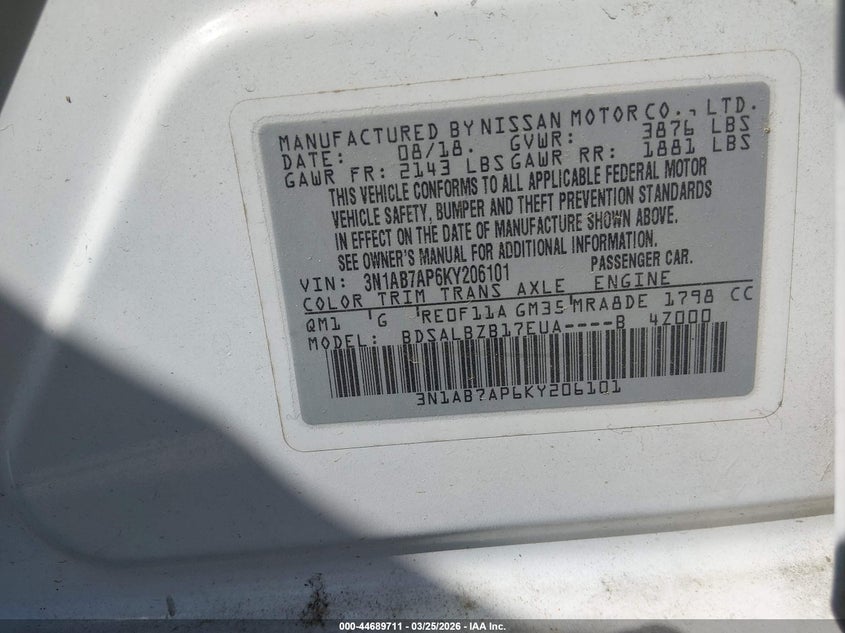 MANUFACTURED BY NISSAN MOTOR CO., LTD.
DATE: 08/18. GVWR: 3876 LBS
GAWR FR: 2143 LBS GAWR RR: 1881 LBS
THIS VEHICLE CONFORMS TO ALL APPLICABLE FEDERAL MOTOR
VEHICLE SAFETY, BUMPER AND THEFT PREVENTION STANDARDS
IN EFFECT ON THE DATE OF MANUFACTURE SHOWN ABOVE.
SEE OWNER'S MANUAL FOR ADDITIONAL INFORMATION.
VIN: 3N1AB7AP6KY206101 PASSENGER CAR.
COLOR TRIM TRANS AXLE ENGINE
QM1 G RE0F11A GM35 MRA8DE 1798 CC
MODEL: BDSALBZB17EUA----B 4Z000
3N1AB7AP6KY206101
000-44689711 - 03/25/2026 - IAA Inc.